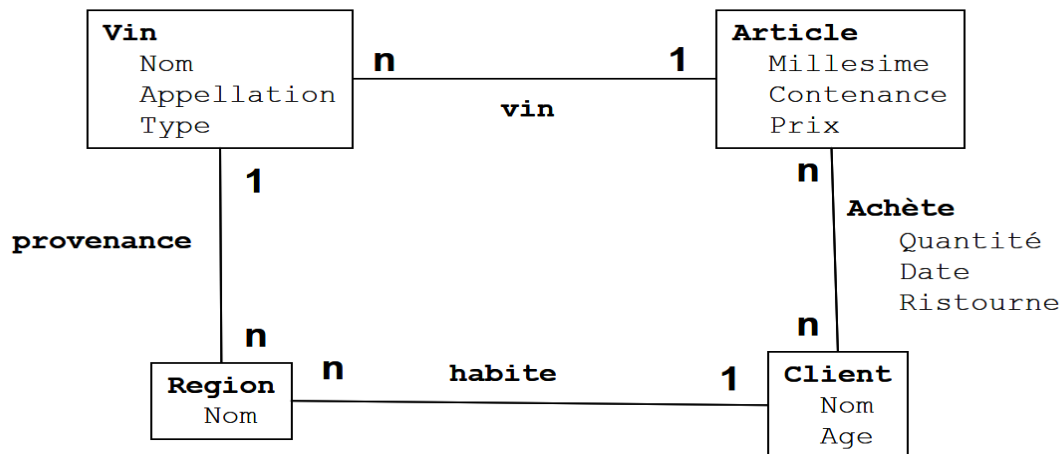 Vin
Nom
Appellation
Type
n
1
vin
Article
Millesime
Contenance
Prix
1
provenance
n
n
Achète
Quantité
Date
Ristourne
n
Region
Nom
n
habite
1
Client
Nom
Age